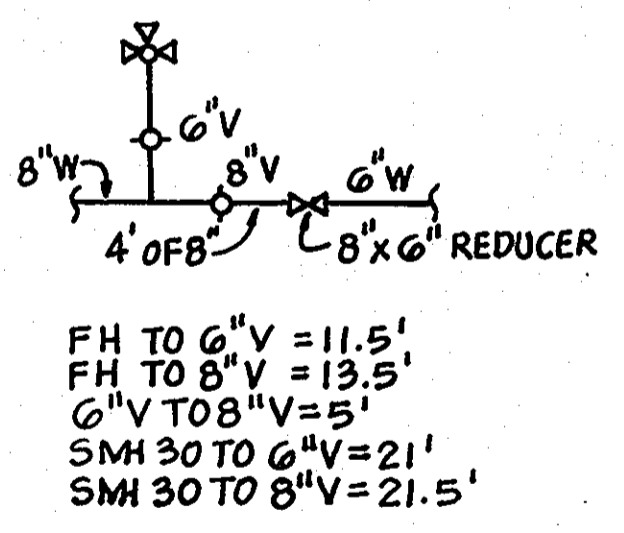 6"V
8"W
8"V
6"W
4' OF 8"
8"x6" REDUCER
FH TO 6"V = 11.5'
FH TO 8"V = 13.5'
6"V TO 8"V = 5'
SMH 30 TO 6"V = 21'
SMH 30 TO 8"V = 21.5'